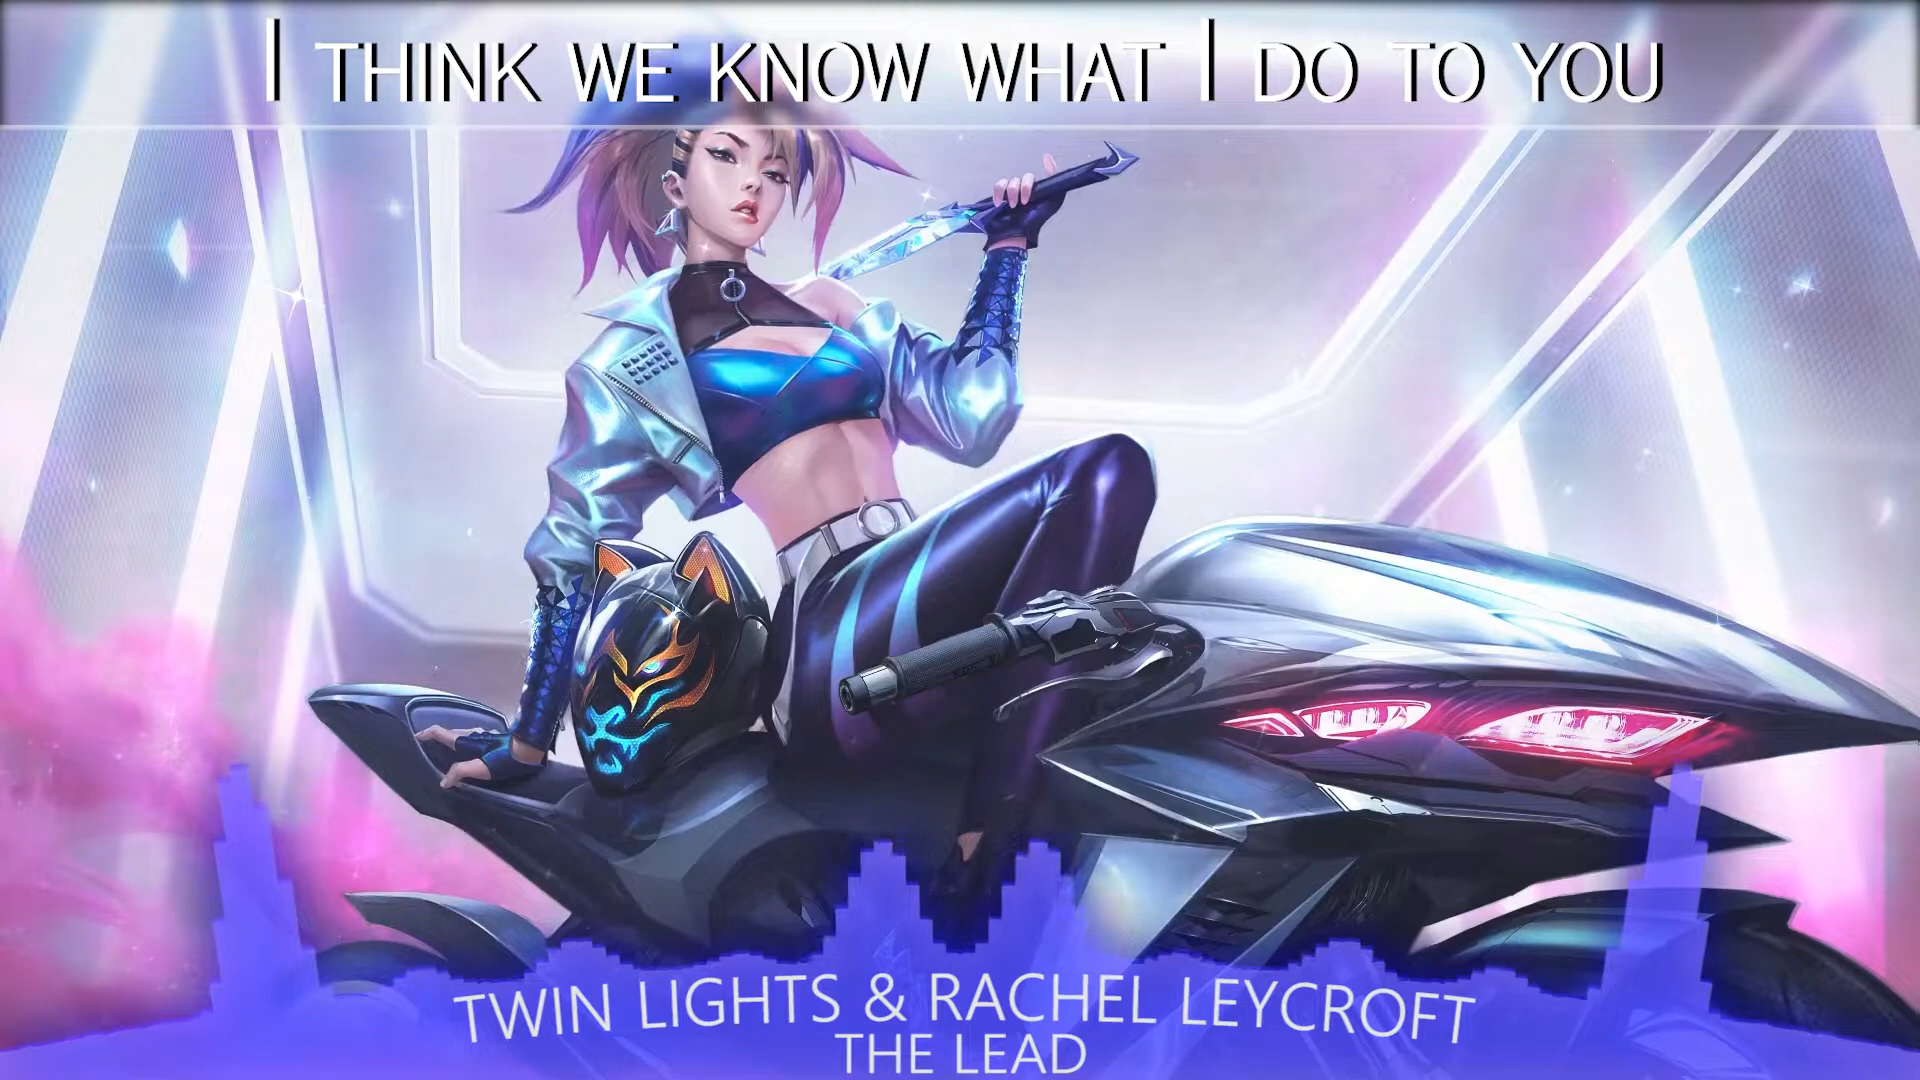 I THINK WE KNOW WHAT I DO TO YOU
TWIN LIGHTS & RACHEL LEYCROFT
THE LEAD